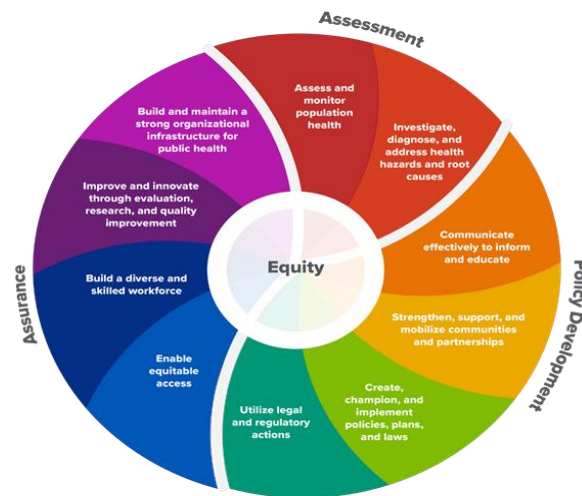 Assessment
Assess and
monitor
population
health
Investigate,
diagnose, and
address health
hazards and root
causes
Policy Development
Communicate
effectively to inform
and educate
Strengthen, support, and
mobilize communities
and partnerships
Create,
champion, and
implement
policies, plans,
and laws
Utilize legal
and regulatory
actions
Assurance
Enable
equitable
access
Build a diverse and
skilled workforce
Improve and innovate
through evaluation,
research, and quality
improvement
Build and maintain a
strong organizational
infrastructure for
public health
Equity